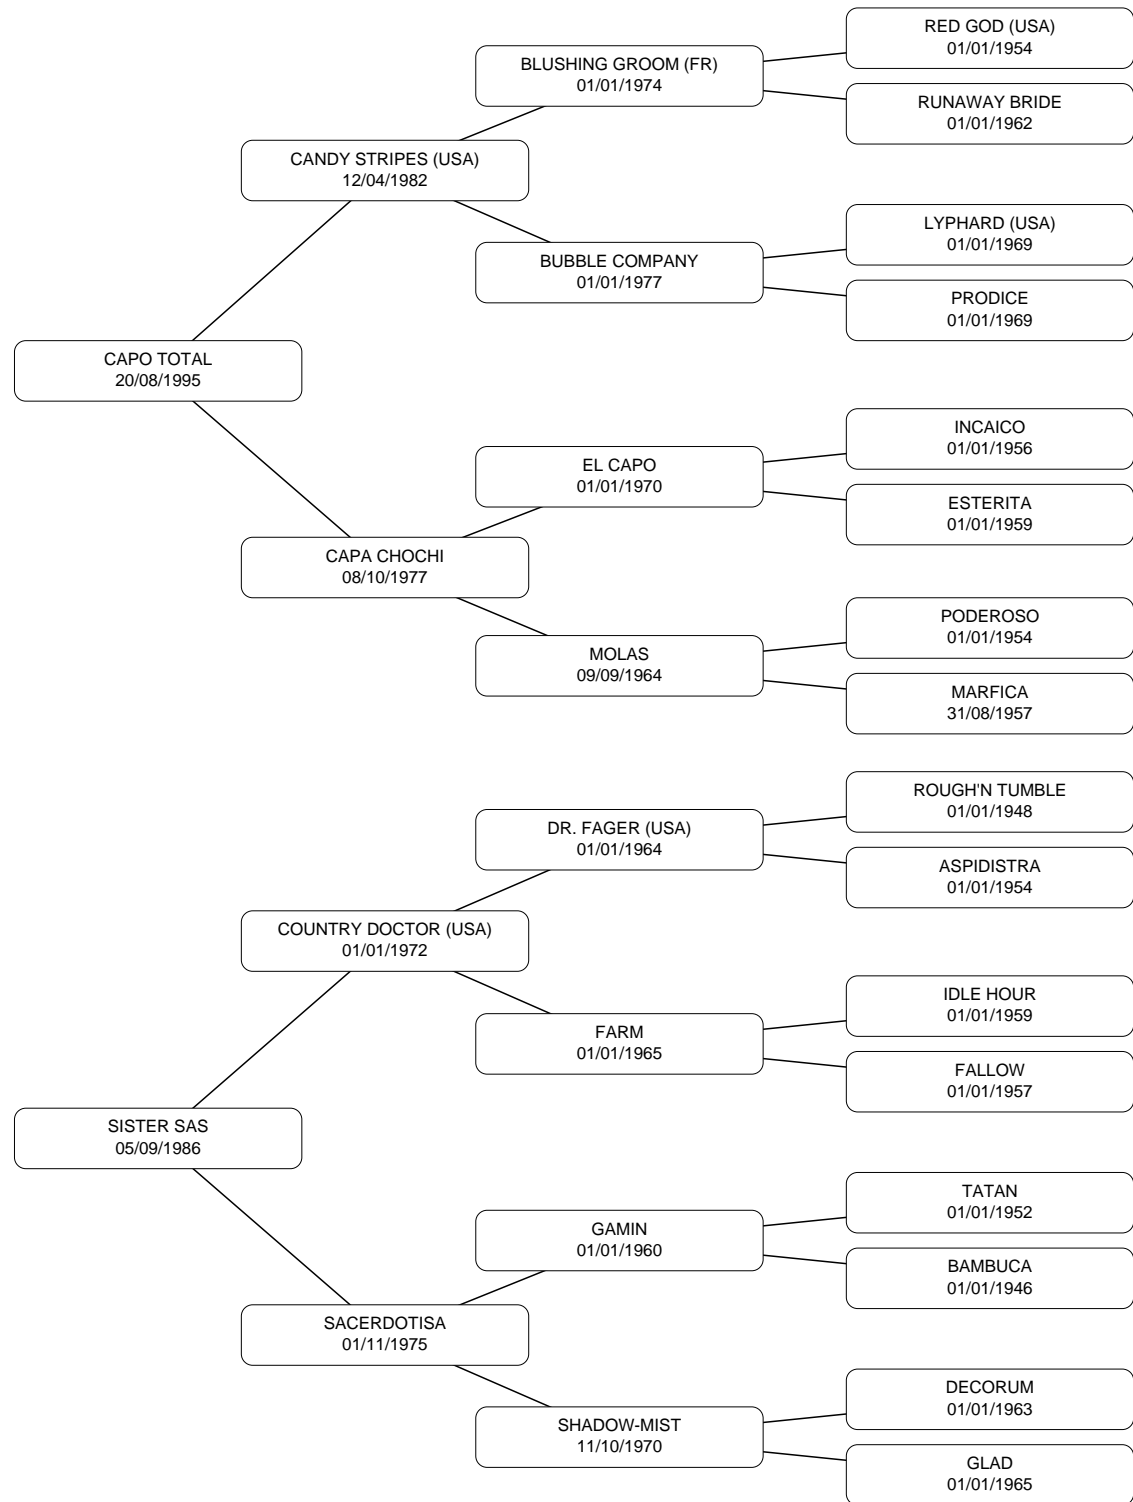 RED GOD (USA)
01/01/1954
BLUSHING GROOM (FR)
01/01/1974
RUNAWAY BRIDE
01/01/1962
CANDY STRIPES (USA)
12/04/1982
LYPHARD (USA)
01/01/1969
BUBBLE COMPANY
01/01/1977
PRODICE
01/01/1969
CAPO TOTAL
20/08/1995
INCAICO
01/01/1956
EL CAPO
01/01/1970
ESTERITA
01/01/1959
CAPA CHOCHI
08/10/1977
PODEROSO
01/01/1954
MOLAS
09/09/1964
MARFICA
31/08/1957
ROUGH'N TUMBLE
01/01/1948
DR. FAGER (USA)
01/01/1964
ASPIDISTRA
01/01/1954
COUNTRY DOCTOR (USA)
01/01/1972
IDLE HOUR
01/01/1959
FARM
01/01/1965
FALLOW
01/01/1957
SISTER SAS
05/09/1986
TATAN
01/01/1952
GAMIN
01/01/1960
BAMBUCA
01/01/1946
SACERDOTISA
01/11/1975
DECORUM
01/01/1963
SHADOW-MIST
11/10/1970
GLAD
01/01/1965